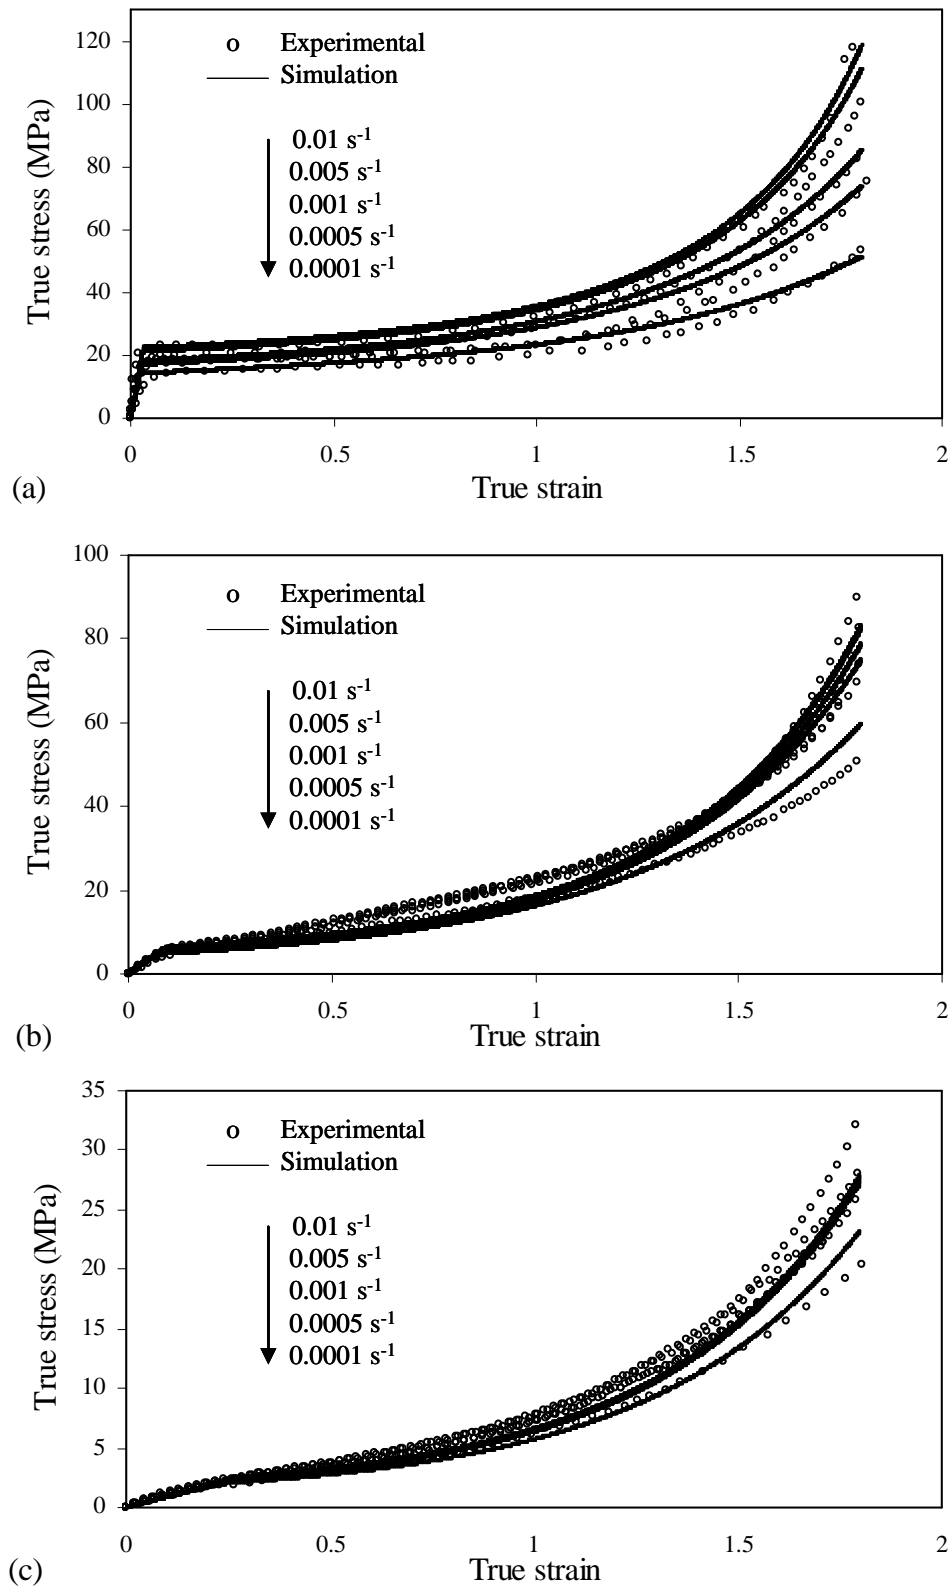 120
Experimental
Simulation
100
0.01 s-1
True stress (MPa)
80
0.005 s-1
0.001 s-1
60
0.0005 s-1
0.0001 s-1
40
20
0
0 0.5 1 1.5 2
(a) True strain
100
Experimental
Simulation
80
0.01 s-1
True stress (MPa)
0.005 s-1
60
0.001 s-1
0.0005 s-1
40
0.0001 s-1
20
0
0 0.5 1 1.5 2
(b) True strain
35
Experimental
30
Simulation
25
0.01 s-1
True stress (MPa)
0.005 s-1
20
0.001 s-1
0.0005 s-1
15
0.0001 s-1
10
5
0
0 0.5 1 1.5 2
(c) True strain